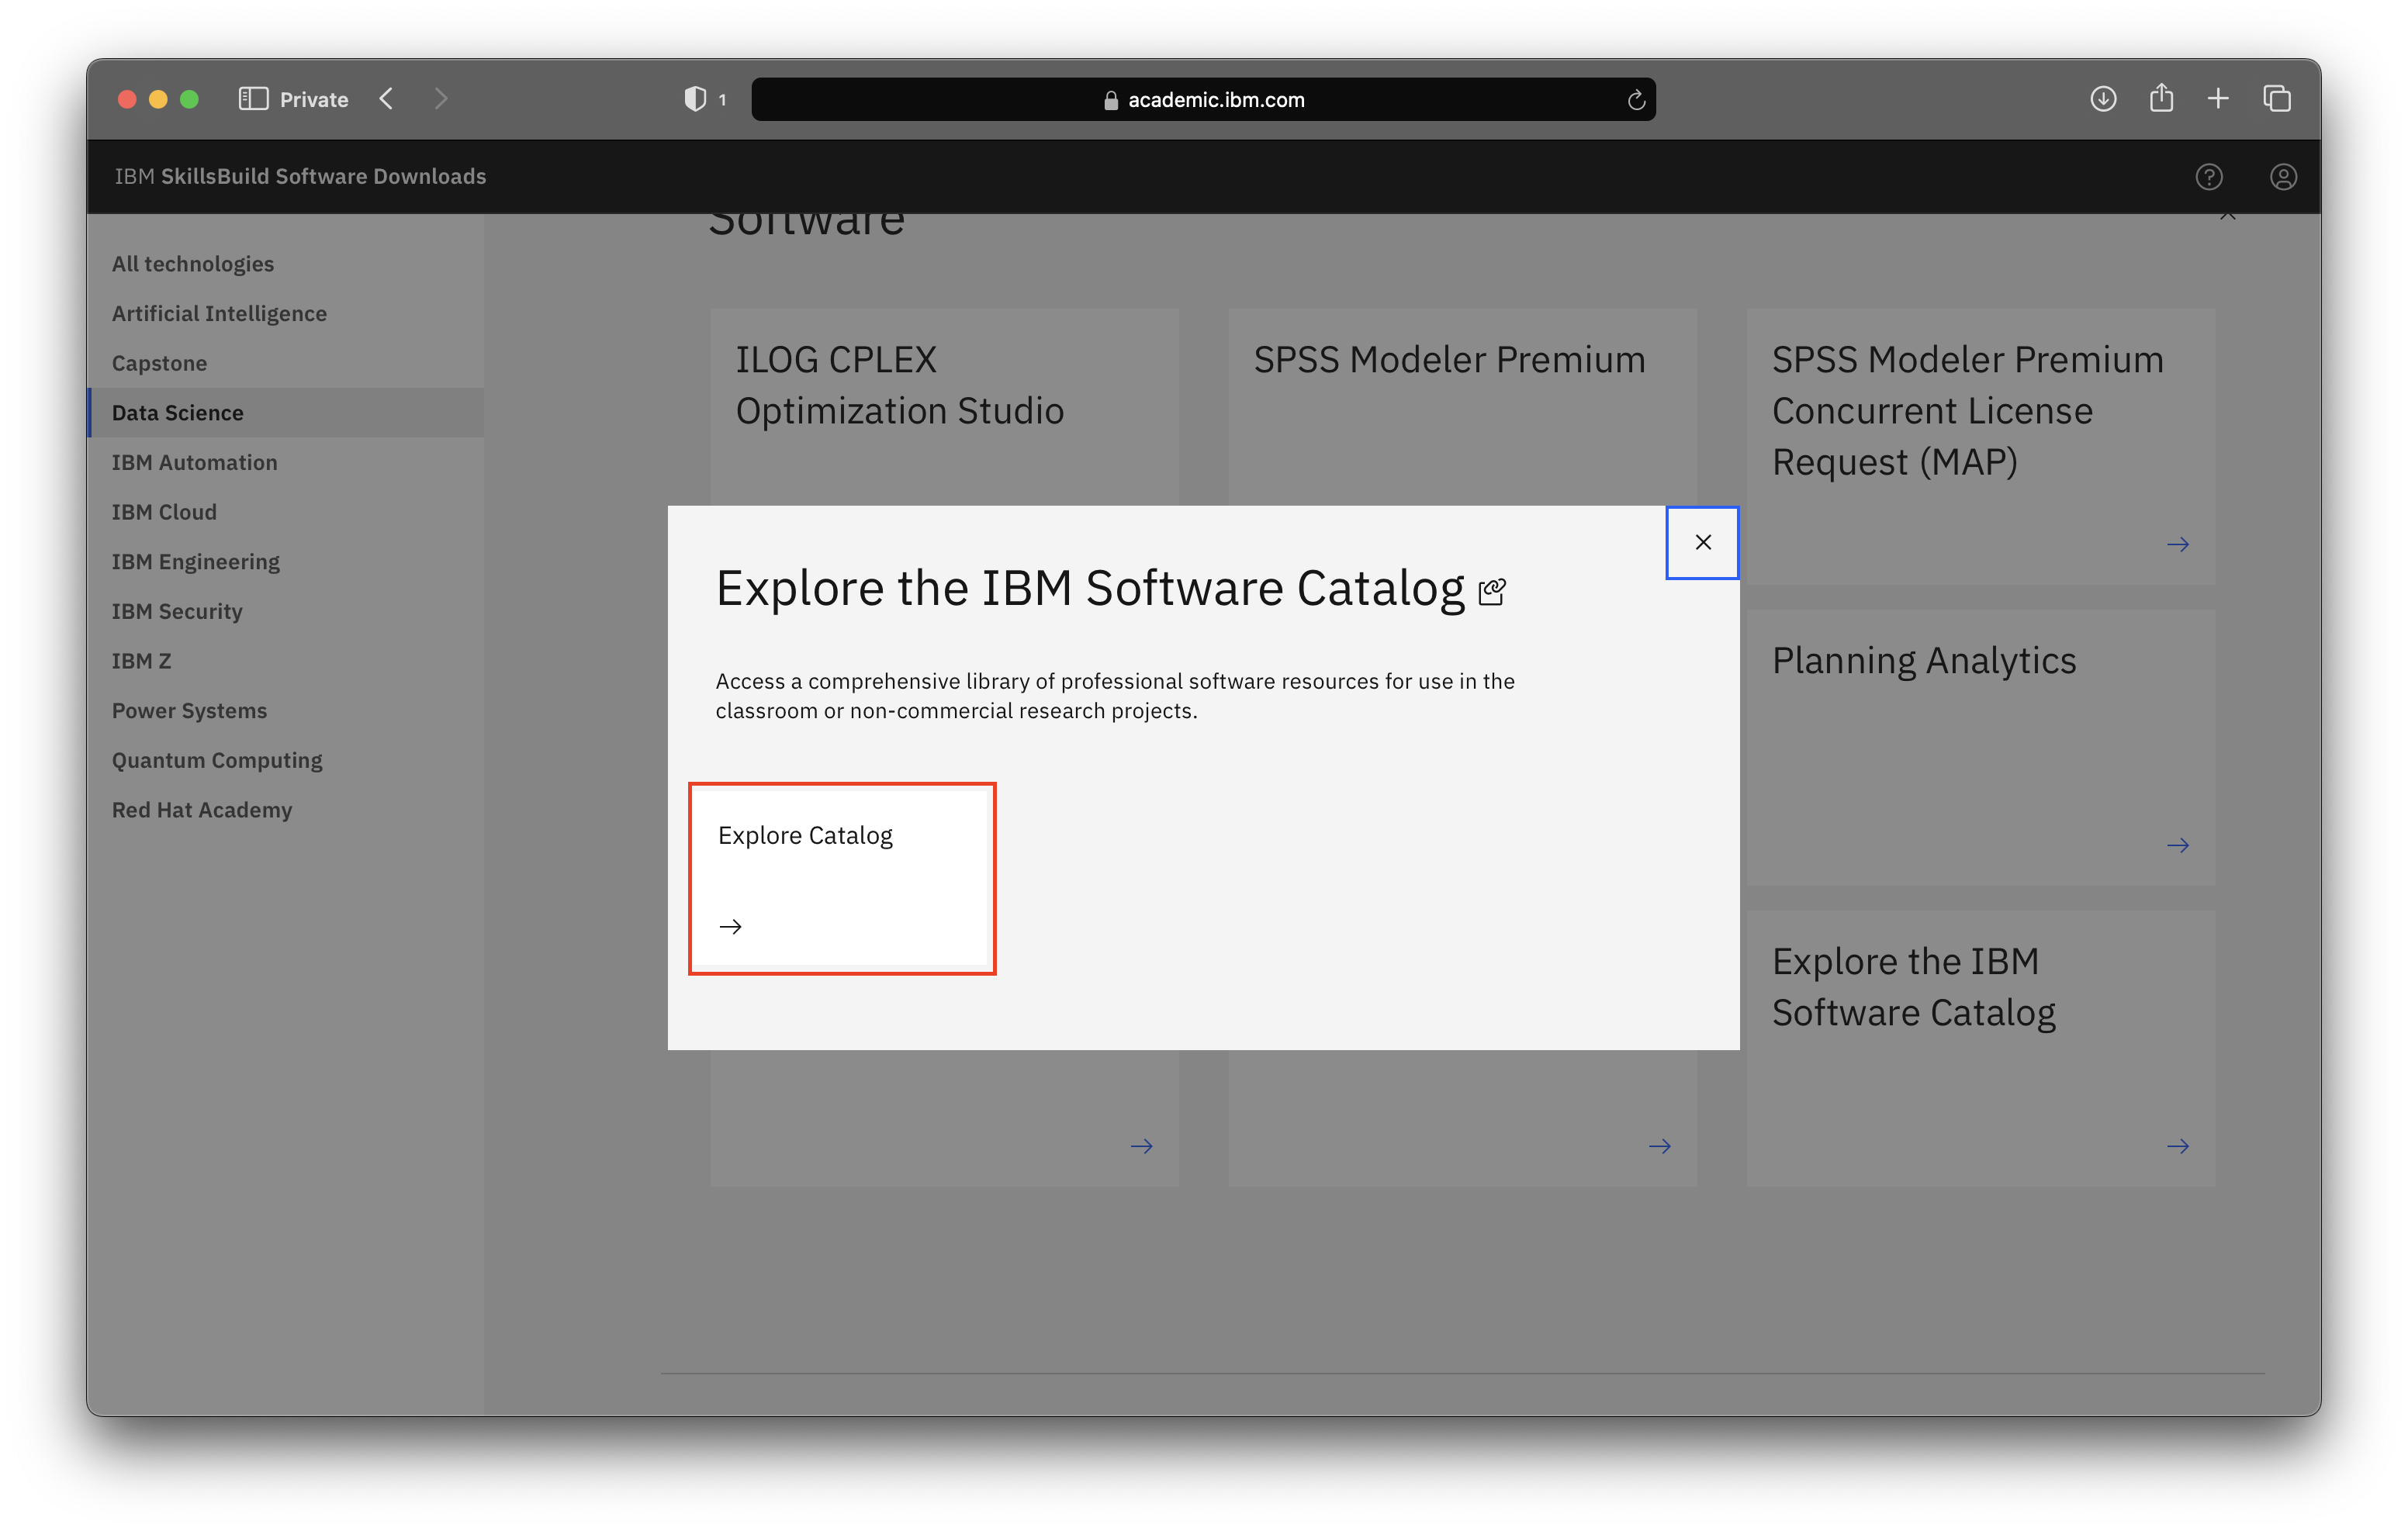 Private
1
academic.ibm.com
IBM SkillsBuild Software Downloads
All technologies
Artificial Intelligence
Capstone
Data Science
IBM Automation
IBM Cloud
IBM Engineering
IBM Security
IBM Z
Power Systems
Quantum Computing
Red Hat Academy
Software
ILOG CPLEX
Optimization Studio
SPSS Modeler Premium
SPSS Modeler Premium
Concurrent License
Request (MAP)
Explore the IBM Software Catalog
Access a comprehensive library of professional software resources for use in the
classroom or non-commercial research projects.
Explore Catalog
Planning Analytics
Explore the IBM
Software Catalog